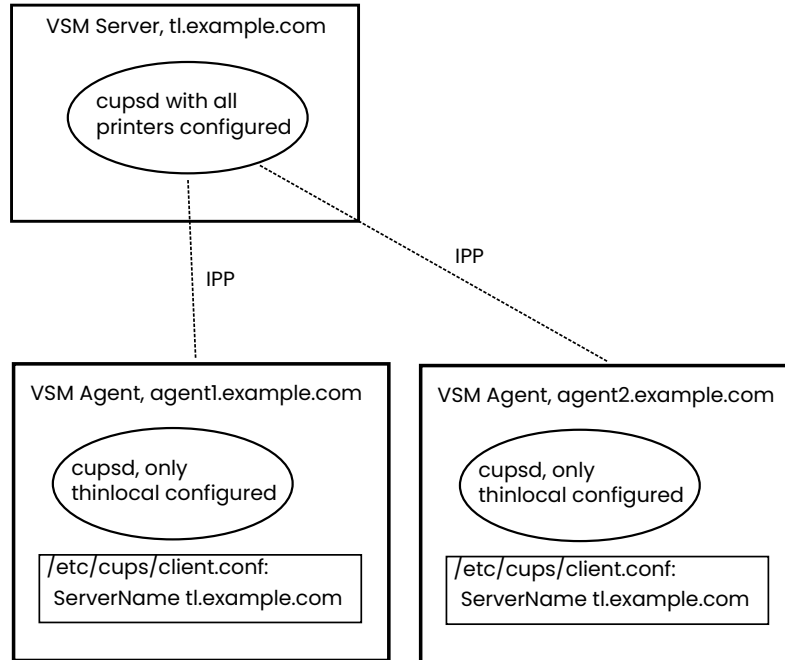 VSM Server, tl.example.com
cupsd with all
printers configured
IPP
IPP
VSM Agent, agent1.example.com
cupsd, only
thinlocal configured
/etc/cups/client.conf:
ServerName tl.example.com
VSM Agent, agent2.example.com
cupsd, only
thinlocal configured
/etc/cups/client.conf:
ServerName tl.example.com